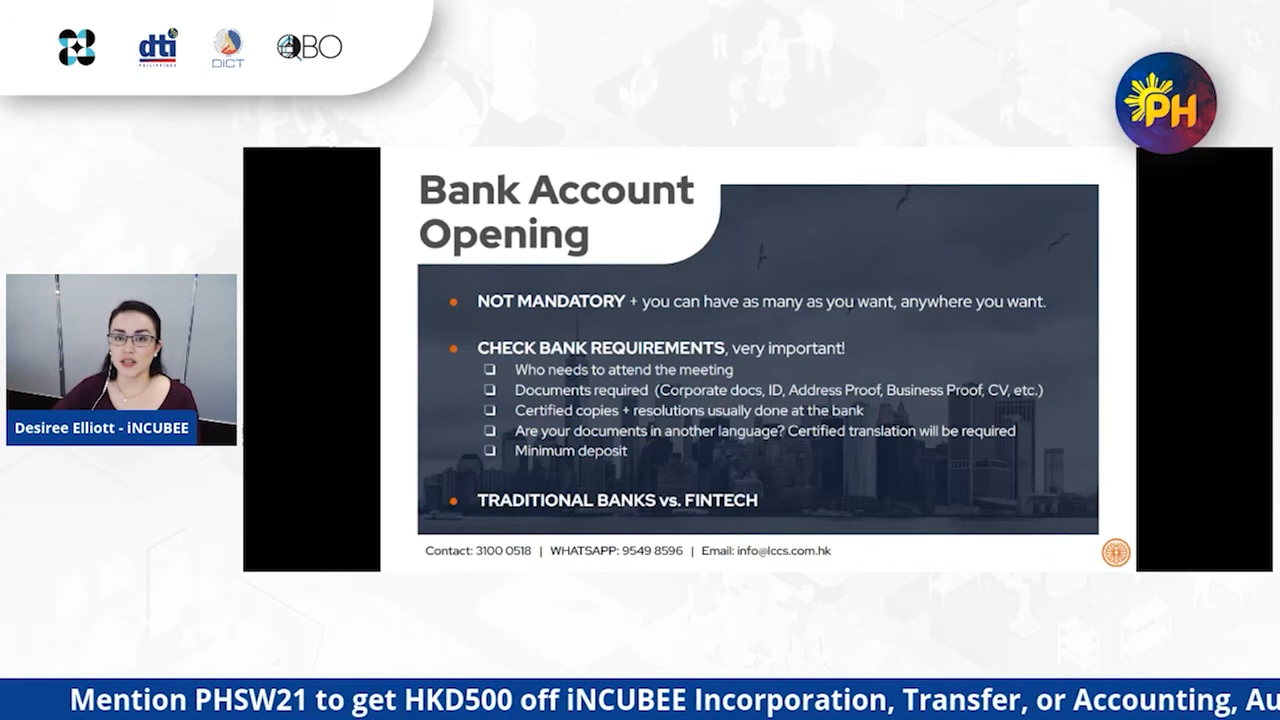 dti
PHILIPPINES
DICT
QBO
PH
Bank Account
Opening
NOT MANDATORY + you can have as many as you want, anywhere you want.
CHECK BANK REQUIREMENTS, very important!
Who needs to attend the meeting
Documents required (Corporate docs, ID, Address Proof, Business Proof, CV, etc.)
Certified copies + resolutions usually done at the bank
Are your documents in another language? Certified translation will be required
Minimum deposit
TRADITIONAL BANKS vs. FINTECH
Contact: 3100 0518 | WHATSAPP: 9549 8596 | Email: info@lccs.com.hk
Desiree Elliott - iNCUBEE
Mention PHSW21 to get HKD500 off iNCUBEE Incorporation, Transfer, or Accounting, Au